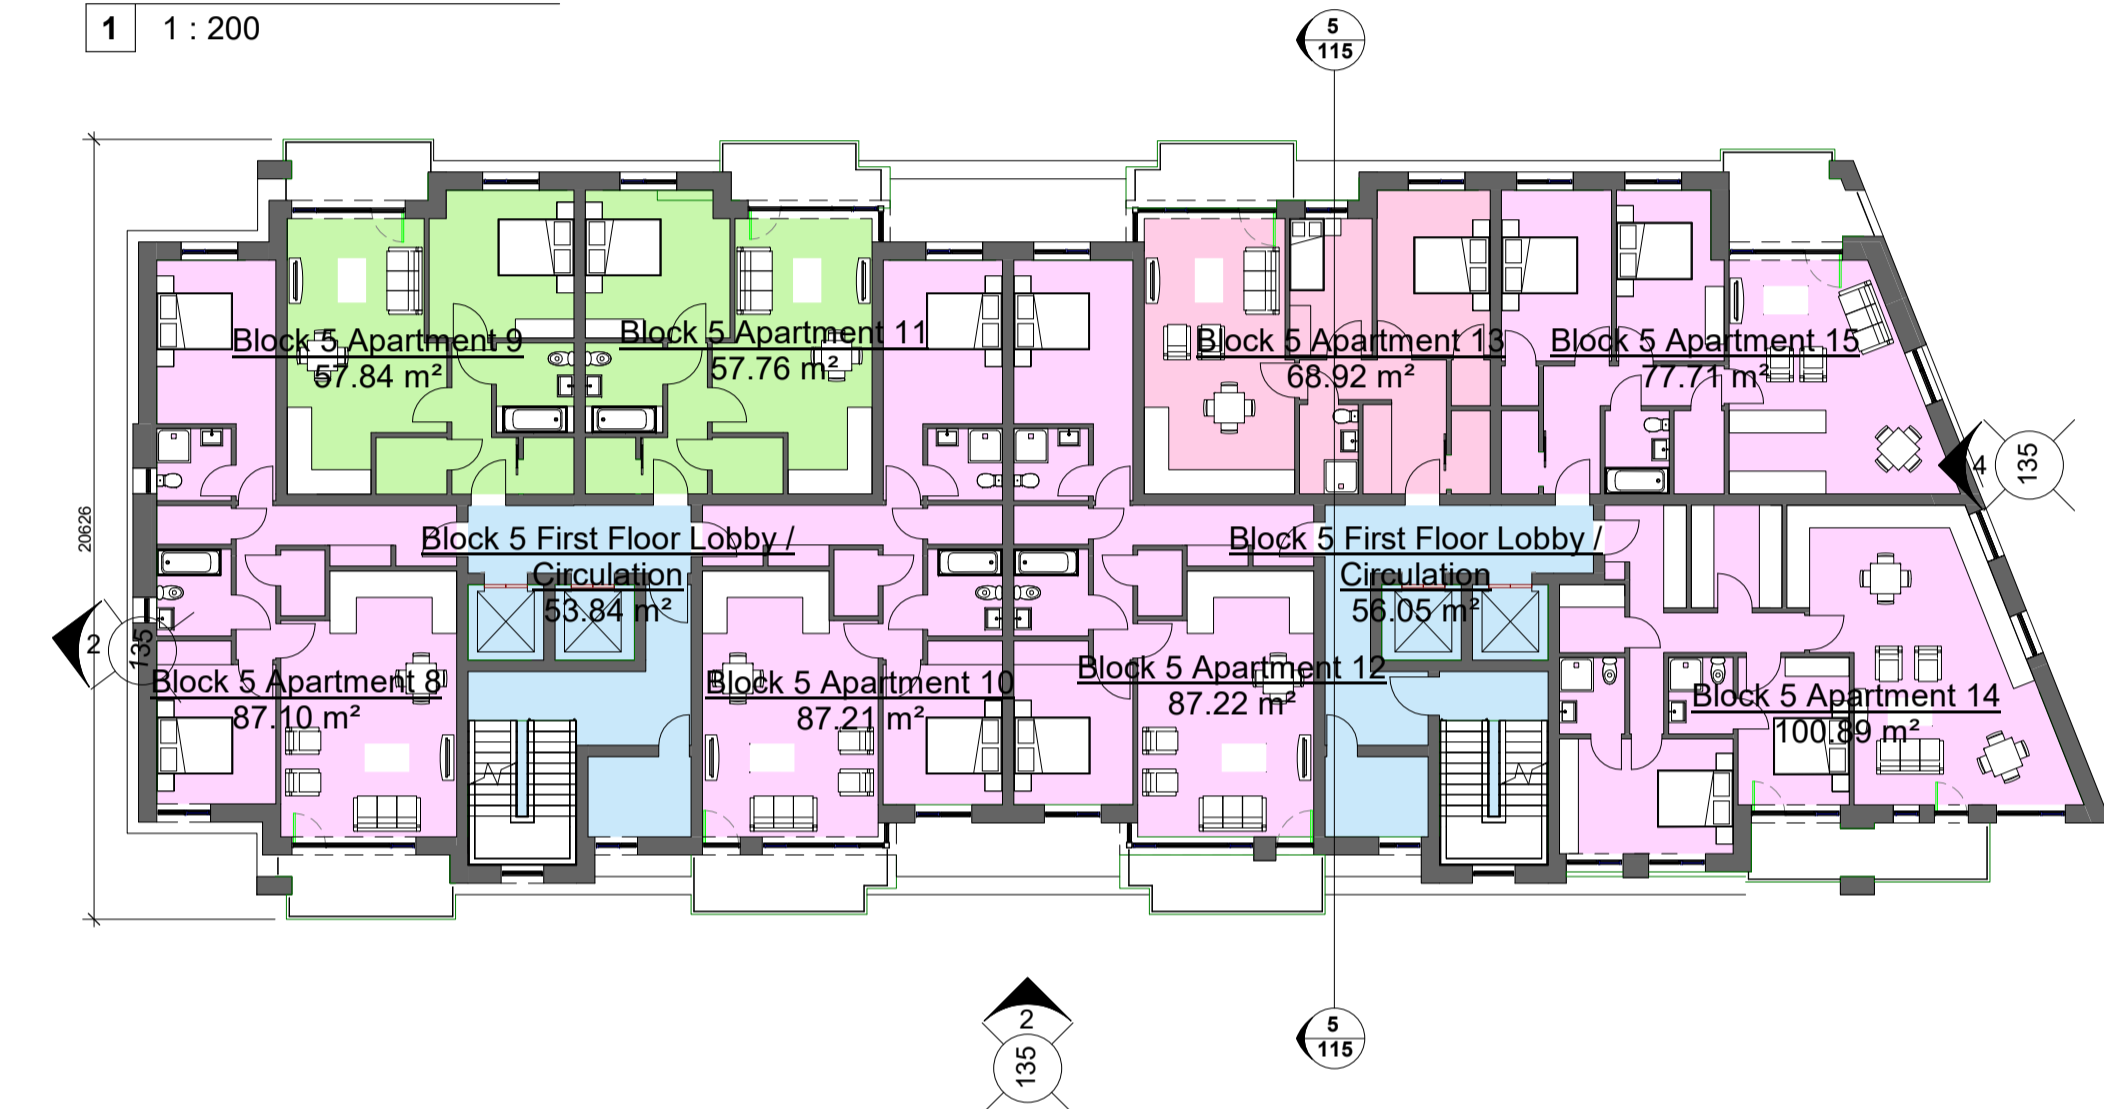 1 1 : 200
5
115
Block 5 Apartment 9
57.84 m²
Block 5 Apartment 11
57.76 m²
Block 5 Apartment 13
68.92 m²
Block 5 Apartment 15
77.71 m²
4
135
20626
Block 5 First Floor Lobby /
Circulation
53.84 m²
Block 5 First Floor Lobby /
Circulation
56.05 m²
2
135
Block 5 Apartment 8
87.10 m²
Block 5 Apartment 10
87.21 m²
Block 5 Apartment 12
87.22 m²
Block 5 Apartment 14
100.89 m²
2
135
5
115